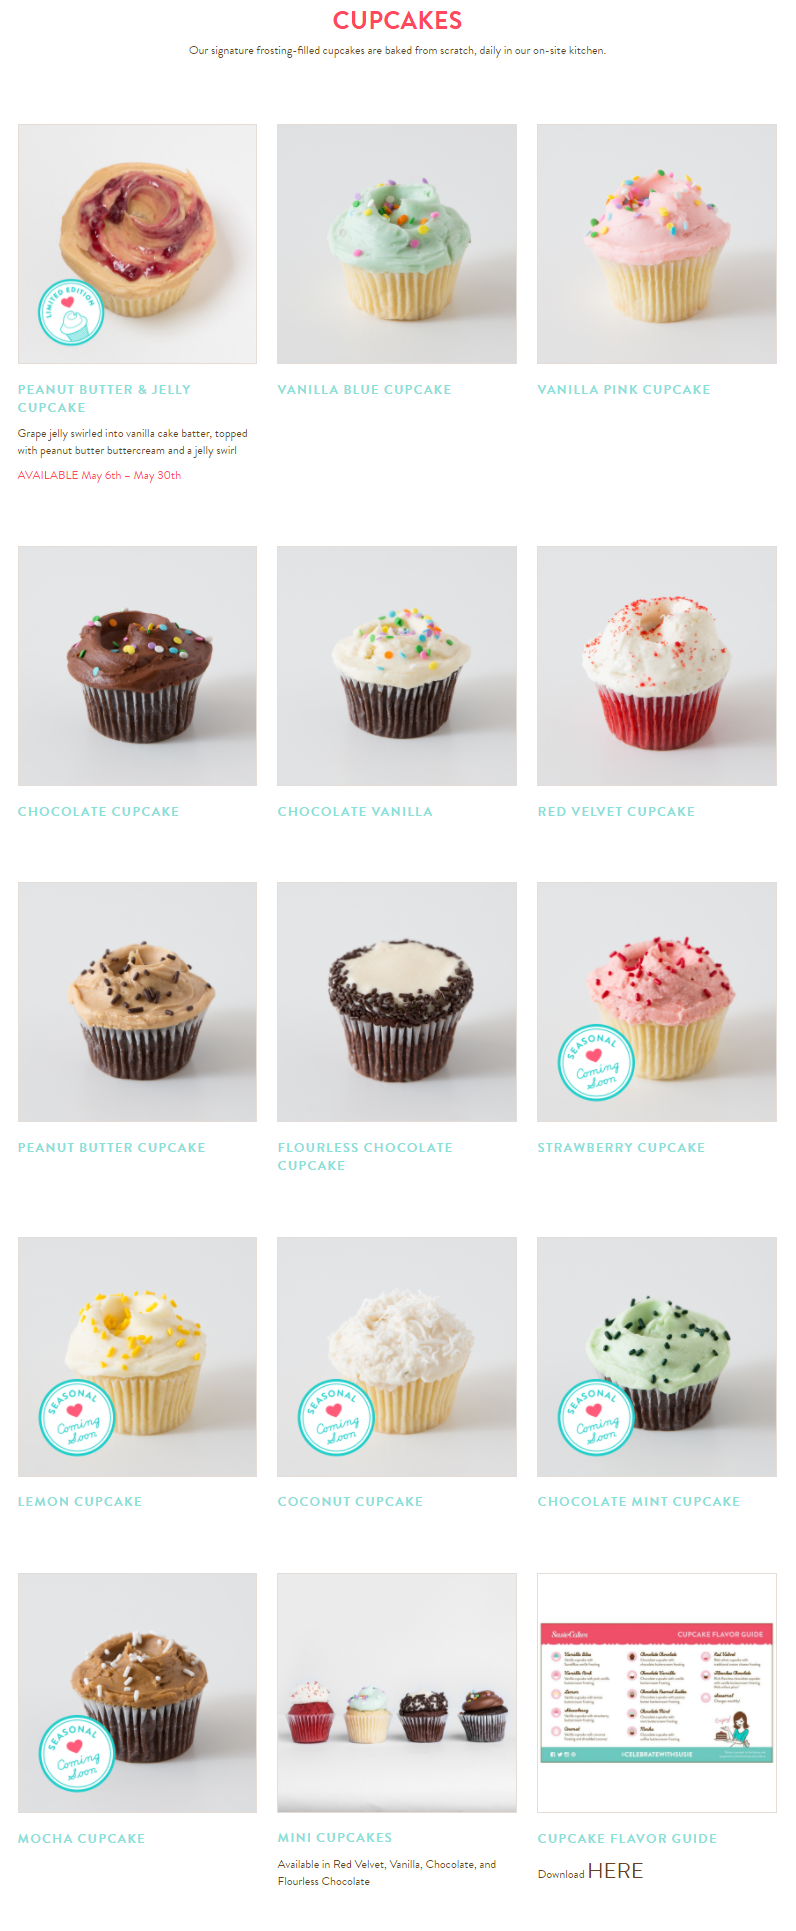 CUPCAKES
Our signature frosting-filled cupcakes are baked from scratch, daily in our on-site kitchen.
LIMITED EDITION
PEANUT BUTTER & JELLY
CUPCAKE
Grape jelly swirled into vanilla cake batter, topped
with peanut butter buttercream and a jelly swirl
AVAILABLE May 6th – May 30th
VANILLA BLUE CUPCAKE
VANILLA PINK CUPCAKE
CHOCOLATE CUPCAKE
CHOCOLATE VANILLA
RED VELVET CUPCAKE
PEANUT BUTTER CUPCAKE
FLOURLESS CHOCOLATE
CUPCAKE
SEASONAL
Coming
Soon
STRAWBERRY CUPCAKE
SEASONAL
Coming
Soon
LEMON CUPCAKE
SEASONAL
Coming
Soon
COCONUT CUPCAKE
SEASONAL
Coming
Soon
CHOCOLATE MINT CUPCAKE
SEASONAL
Coming
Soon
MOCHA CUPCAKE
MINI CUPCAKES
Available in Red Velvet, Vanilla, Chocolate, and
Flourless Chocolate
SusieCakes
CUPCAKE FLAVOR GUIDE
#CELEBRATEWITHSUSIE
CUPCAKE FLAVOR GUIDE
Download HERE